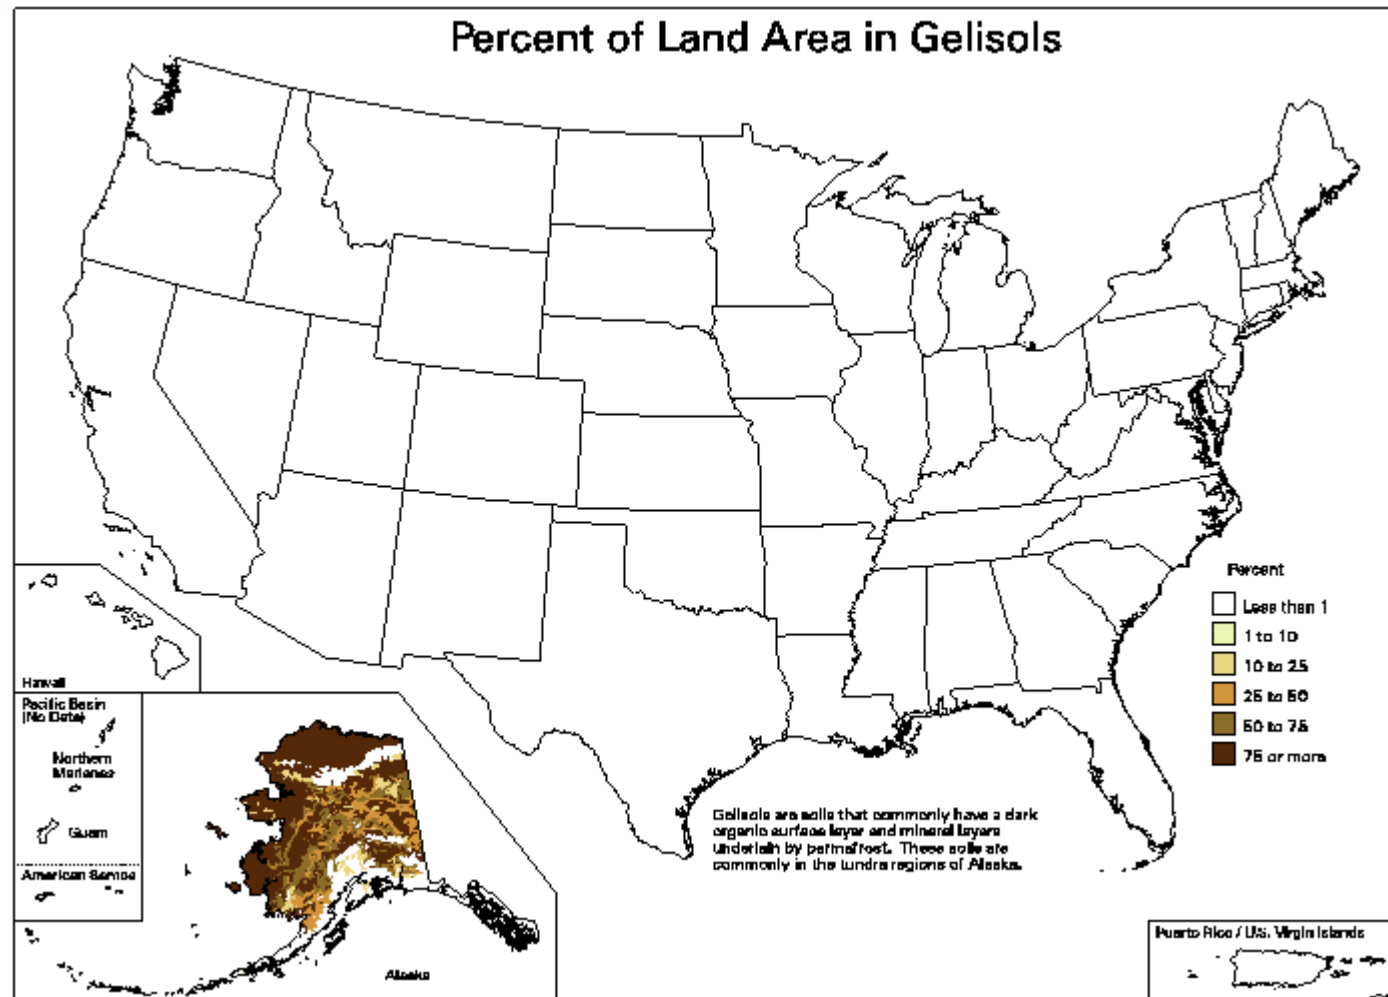 Percent of Land Area in Gelisols
Percent
Less than 1
1 to 10
10 to 25
25 to 50
50 to 75
75 or more
Hawaii
Pacific Basin
(No Data)
Northern
Marianas
Guam
American Samoa
Alaska
Gelisols are soils that commonly have a dark
organic surface layer and mineral layers
underlain by permafrost. These soils are
commonly in the tundra regions of Alaska.
Puerto Rico / U.S. Virgin Islands